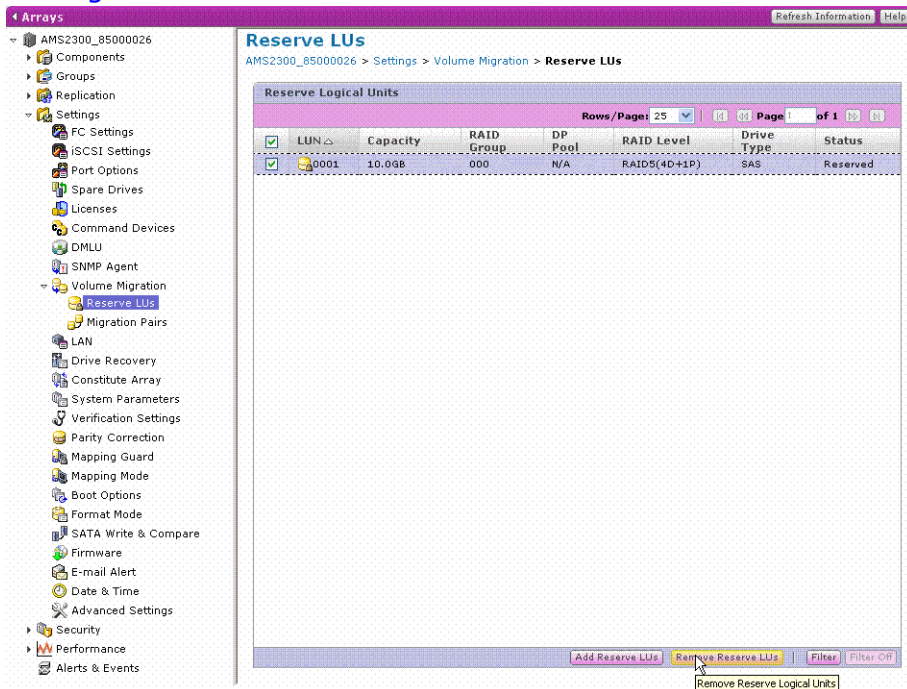 Arrays
Refresh Information Help
AMS2300_85000026
Components
Groups
Replication
Settings
FC Settings
iSCSI Settings
Port Options
Spare Drives
Licenses
Command Devices
DMLU
SNMP Agent
Volume Migration
Reserve LUs
Migration Pairs
LAN
Drive Recovery
Constitute Array
System Parameters
Verification Settings
Parity Correction
Mapping Guard
Mapping Mode
Boot Options
Format Mode
SATA Write & Compare
Firmware
E-mail Alert
Date & Time
Advanced Settings
Security
Performance
Alerts & Events
Reserve LUs
AMS2300_85000026 > Settings > Volume Migration > Reserve LUs
Reserve Logical Units
Rows/Page: 25 | Page 1 of 1
LUN Capacity RAID Group DP Pool RAID Level Drive Type Status
0001 10.0GB 000 N/A RAID5(4D+1P) SAS Reserved
Add Reserve LUs Remove Reserve LUs | Filter Filter Off
Remove Reserve Logical Units